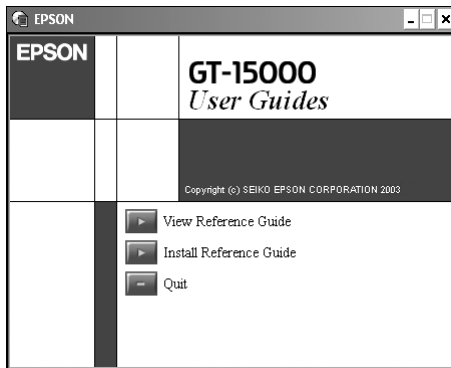 EPSON
EPSON
GT-15000
User Guides
Copyright (c) SEIKO EPSON CORPORATION 2003
View Reference Guide
Install Reference Guide
Quit